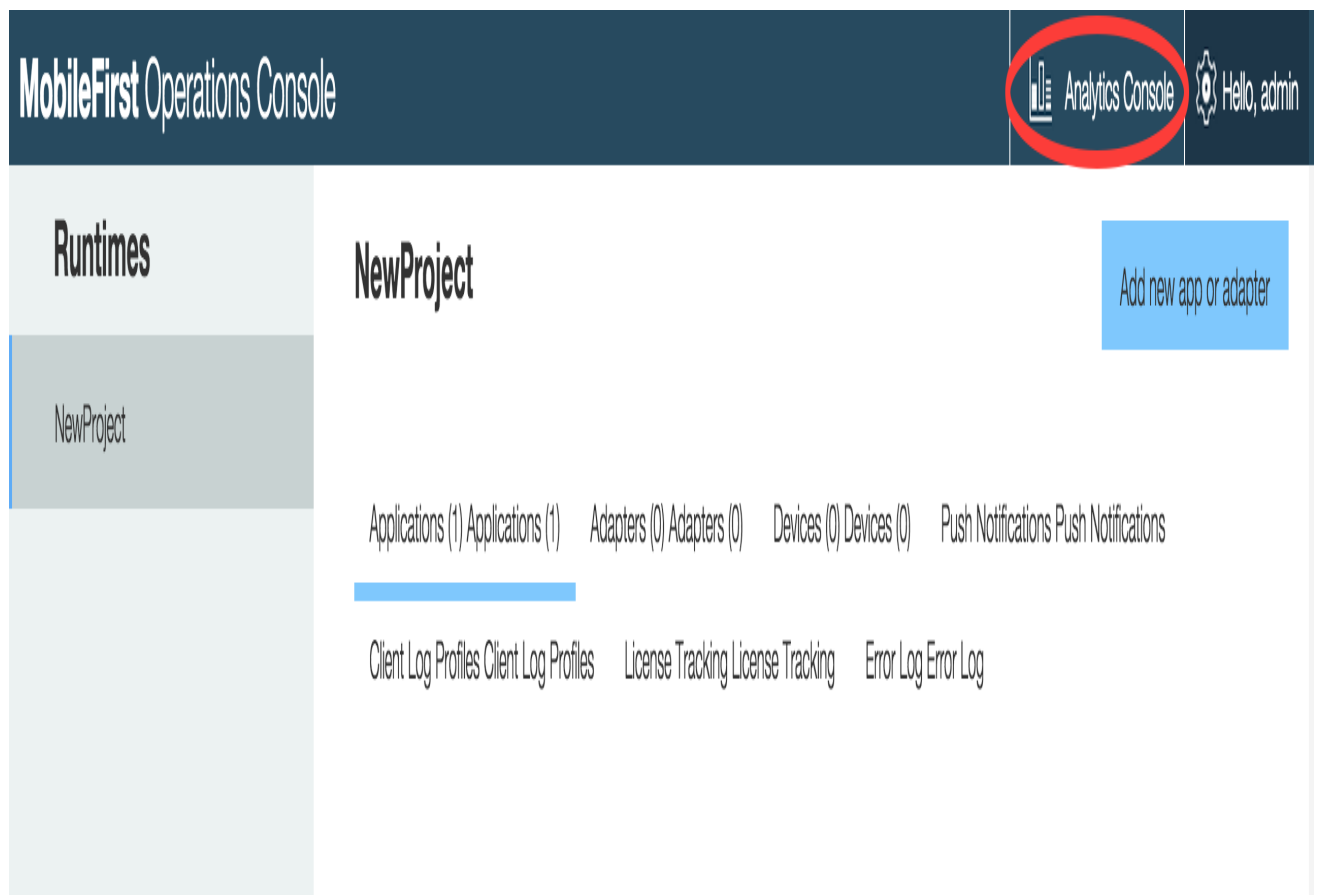 MobileFirst Operations Console
Analytics Console
Hello, admin
Runtimes
NewProject
NewProject
Add new app or adapter
Applications (1) Applications (1) Adapters (0) Adapters (0) Devices (0) Devices (0) Push Notifications Push Notifications
Client Log Profiles Client Log Profiles License Tracking License Tracking Error Log Error Log